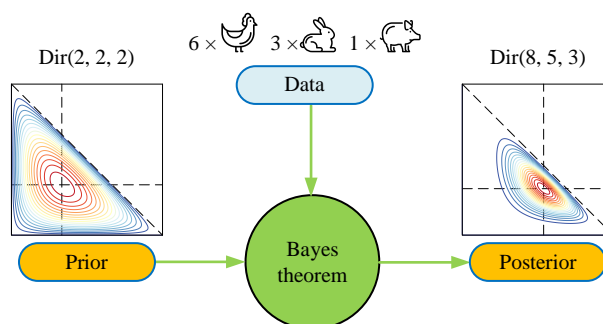 6 × 3 × 1 ×
Dir(2, 2, 2)
Dir(8, 5, 3)
Data
Bayes
theorem
Prior
Posterior